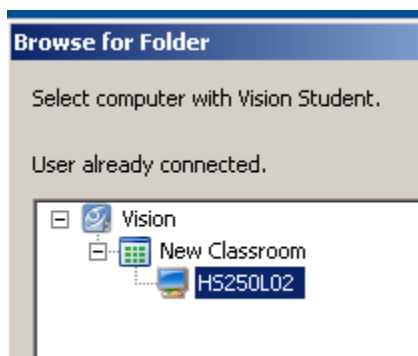 Browse for Folder
Select computer with Vision Student.
User already connected.
Vision
New Classroom
HS250L02